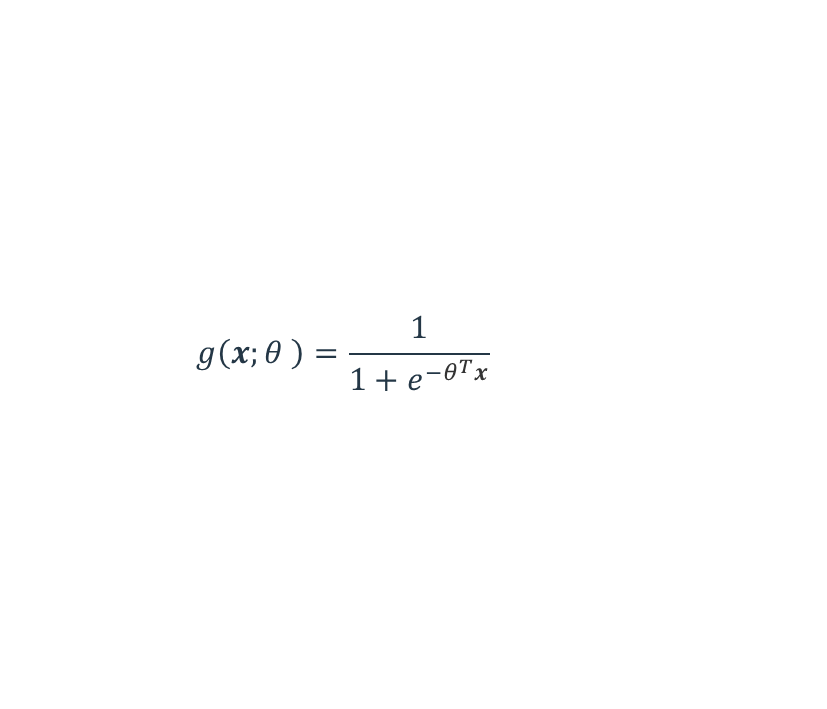 g(x; θ ) = 1 / (1 + e^{−θ^T x})